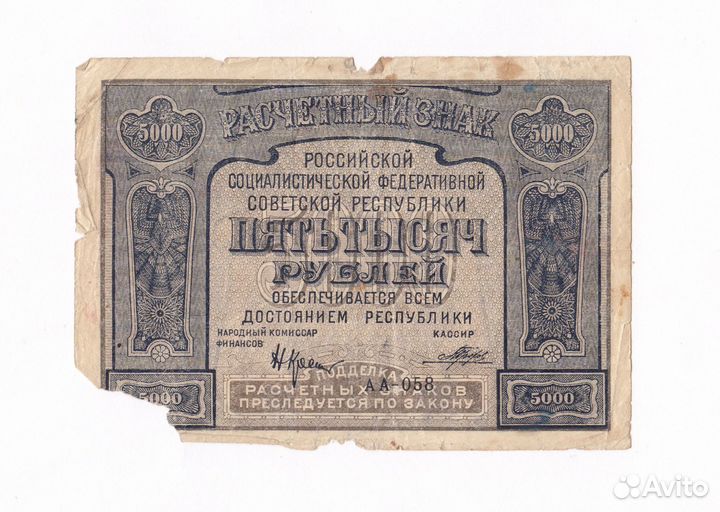 РАСЧЕТНЫЙ ЗНАК
5000 5000
РОССИЙСКОЙ
СОЦИАЛИСТИЧЕСКОЙ ФЕДЕРАТИВНОЙ
СОВЕТСКОЙ РЕСПУБЛИКИ
ПЯТЬ ТЫСЯЧ
РУБЛЕЙ
ОБЕСПЕЧИВАЕТСЯ ВСЕМ
ДОСТОЯНИЕМ РЕСПУБЛИКИ
НАРОДНЫЙ КОМИССАР КАССИР
ФИНАНСОВ
ПОДДЕЛКА
АА-058
РАСЧЕТНЫХ ЗНАКОВ
5000 ПРЕСЛЕДУЕТСЯ ПО ЗАКОНУ 5000
Avito